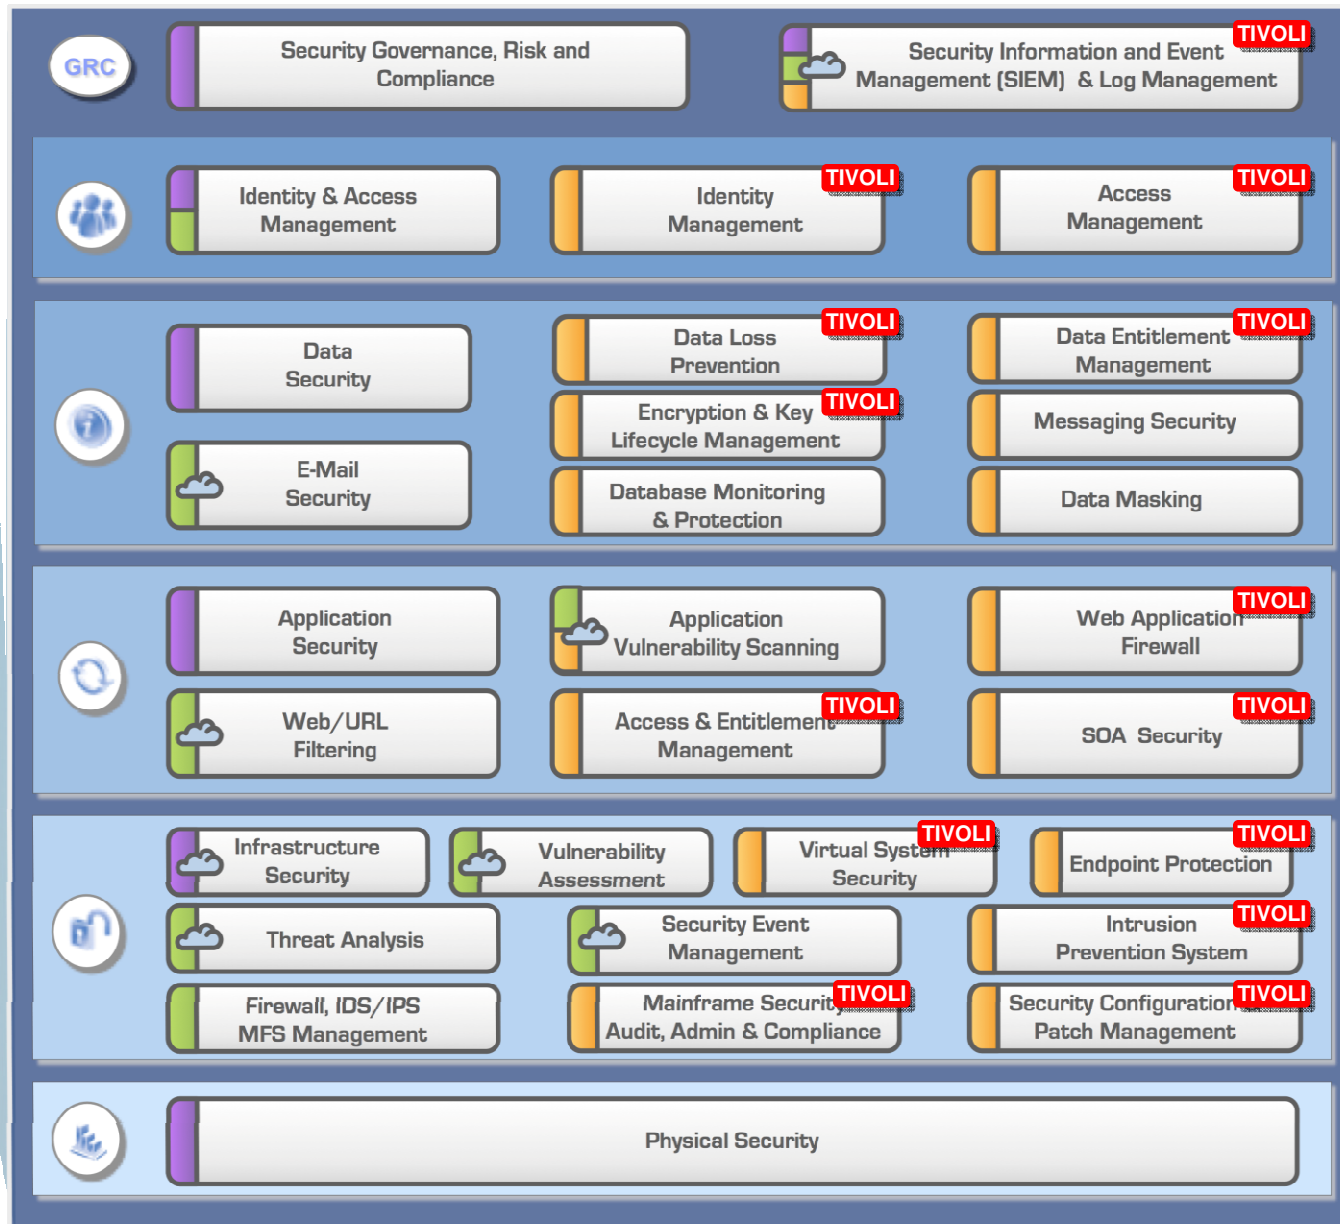 GRC
Security Governance, Risk and
Compliance
TIVOLI
Security Information and Event
Management (SIEM) & Log Management
Identity & Access
Management
TIVOLI
Identity
Management
TIVOLI
Access
Management
Data
Security
TIVOLI
Data Loss
Prevention
TIVOLI
Data Entitlement
Management
TIVOLI
Encryption & Key
Lifecycle Management
Messaging Security
E-Mail
Security
Database Monitoring
& Protection
Data Masking
Application
Security
Application
Vulnerability Scanning
TIVOLI
Web Application
Firewall
Web/URL
Filtering
TIVOLI
Access & Entitlement
Management
TIVOLI
SOA Security
Infrastructure
Security
Vulnerability
Assessment
TIVOLI
Virtual System
Security
TIVOLI
Endpoint Protection
Threat Analysis
Security Event
Management
TIVOLI
Intrusion
Prevention System
Firewall, IDS/IPS
MFS Management
TIVOLI
Mainframe Security
Audit, Admin & Compliance
TIVOLI
Security Configuration
Patch Management
Physical Security